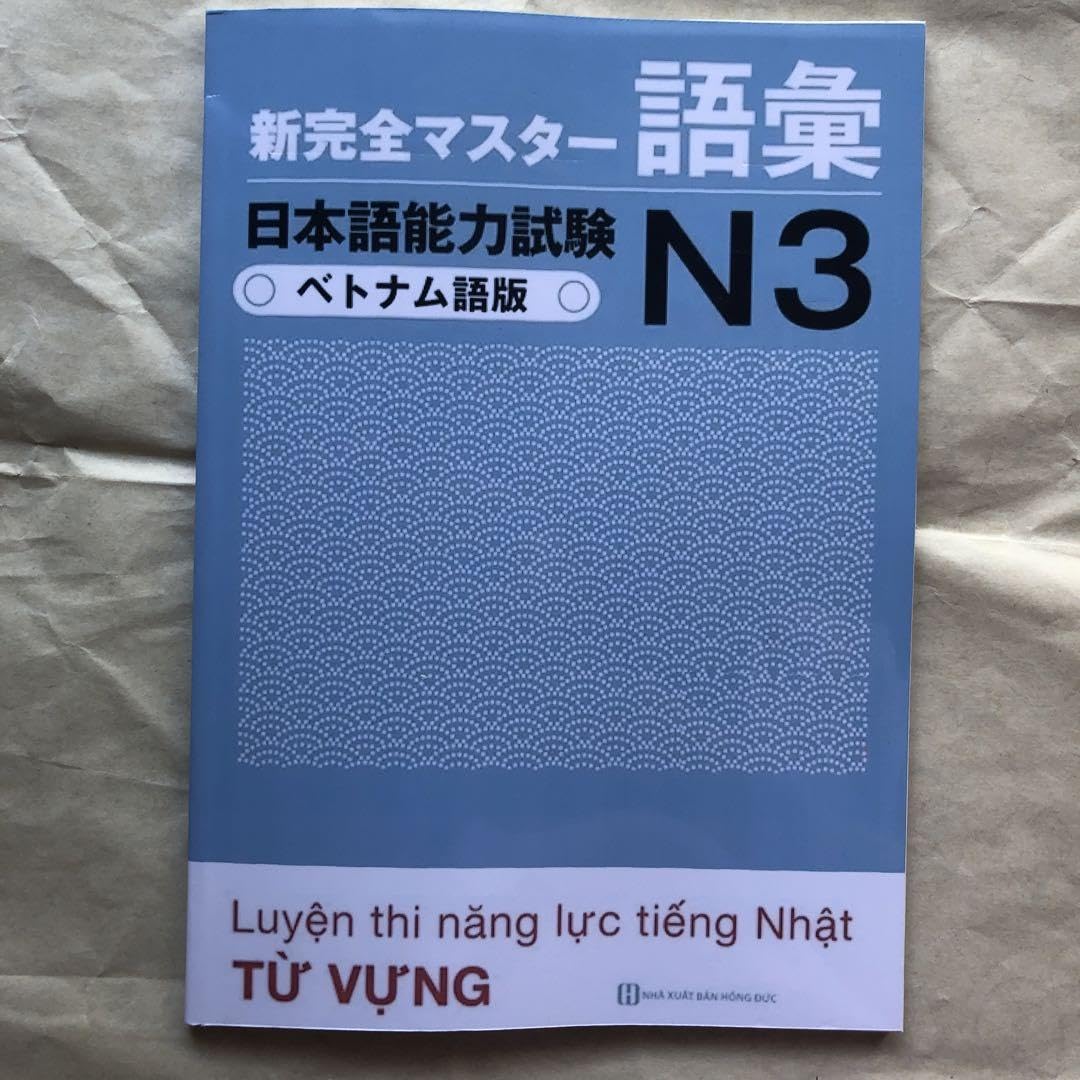 新完全マスター 語彙
日本語能力試験 N3
ベトナム語版
Luyện thi năng lực tiếng Nhật
TỪ VỰNG
NHÀ XUẤT BẢN HỒNG ĐỨC